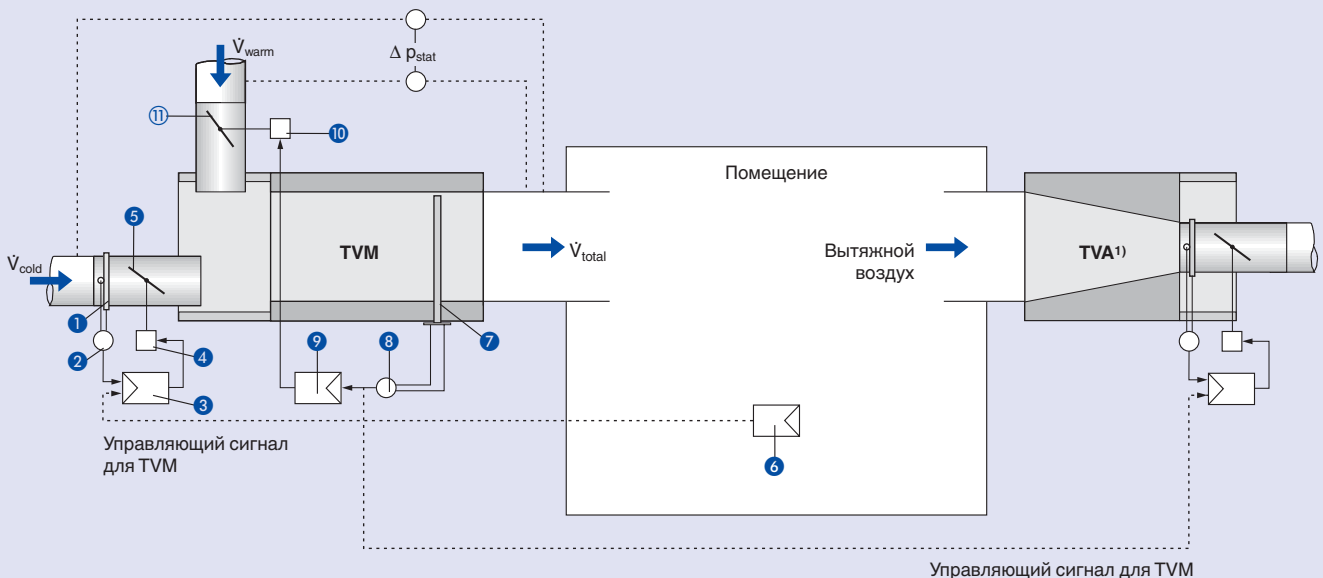 V̇warm
Δ pstat
⑪
10
Помещение
5
TVM
V̇total
Вытяжной
воздух
TVA1)
V̇cold
1
2
4
9
8
7
3
Управляющий сигнал
для TVM
6
Управляющий сигнал для TVM